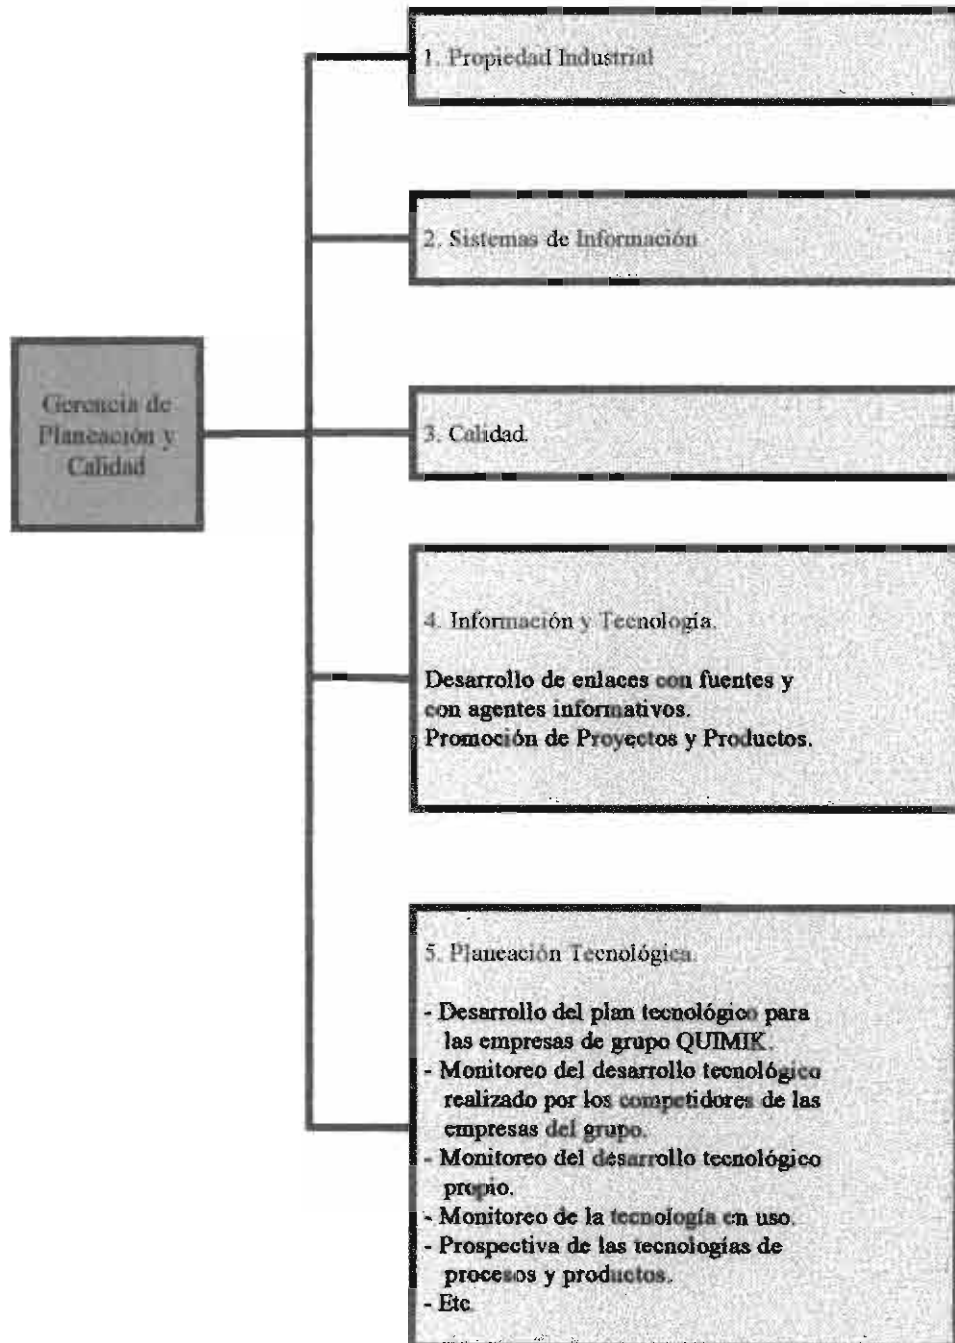 1. Propiedad Industrial
2. Sistemas de Información
Gerencia de
Planeación y
Calidad
3. Calidad.
4. Información y Tecnología.
Desarrollo de enlaces con fuentes y
con agentes informativos.
Promoción de Proyectos y Productos.
5. Planeación Tecnológica.
- Desarrollo del plan tecnológico para
las empresas de grupo QUIMIK.
- Monitoreo del desarrollo tecnológico
realizado por los competidores de las
empresas del grupo.
- Monitoreo del desarrollo tecnológico
propio.
- Monitoreo de la tecnología en uso.
- Prospectiva de las tecnologías de
procesos y productos.
- Etc.